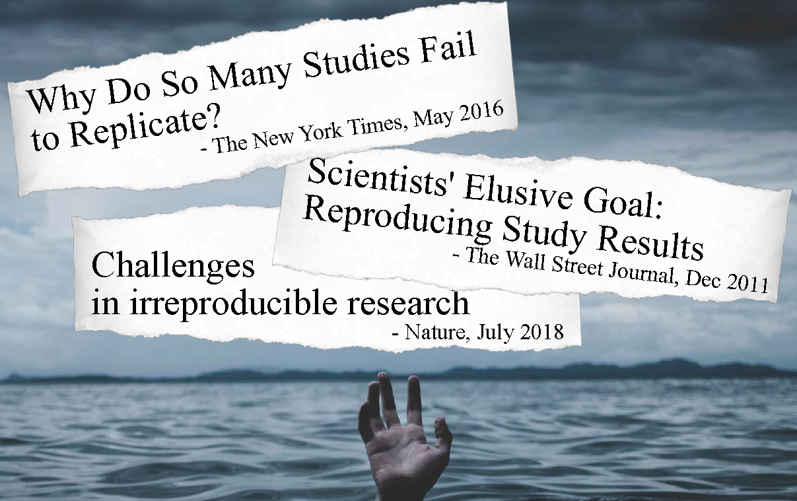 Why Do So Many Studies Fail
to Replicate?
- The New York Times, May 2016
Scientists' Elusive Goal:
Reproducing Study Results
- The Wall Street Journal, Dec 2011
Challenges
in irreproducible research
- Nature, July 2018